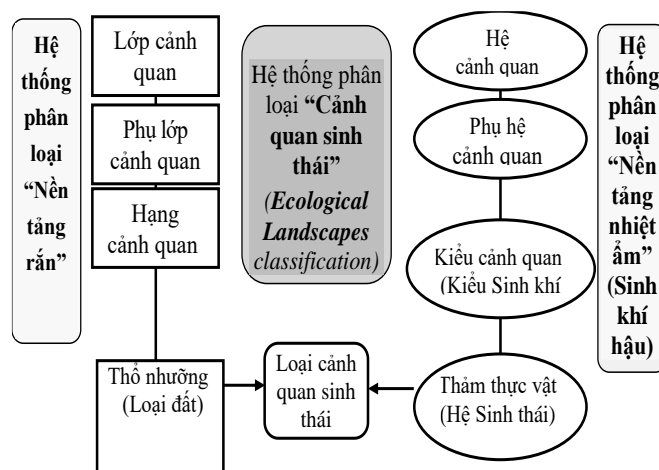 Hệ
thống
phân
loại
“Nền
tảng
rắn”
Lớp cảnh
quan
Phụ lớp
cảnh quan
Hạng
cảnh quan
Thổ nhưỡng
(Loại đất)
Hệ thống phân
loại “Cảnh
quan sinh
thái”
(Ecological
Landscapes
classification)
Loại cảnh
quan sinh
thái
Hệ
cảnh quan
Phụ hệ
cảnh quan
Kiểu cảnh quan
(Kiểu Sinh khí
Thảm thực vật
(Hệ Sinh thái)
Hệ
thống
phân
loại
“Nền
tảng
nhiệt
ẩm”
(Sinh
khí
hậu)